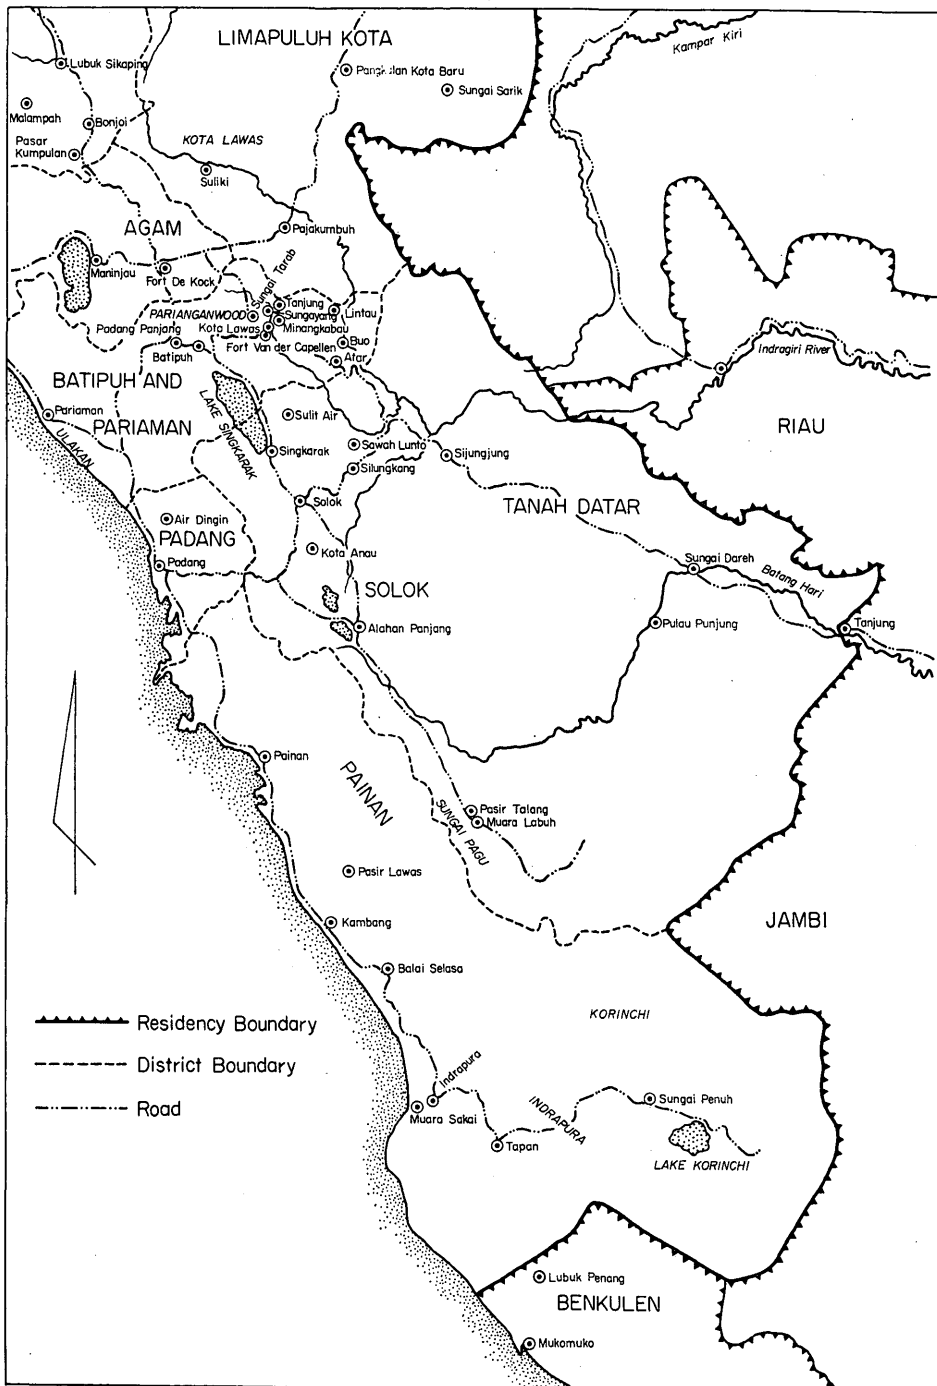 LIMAPULUH KOTA
Kampar Kiri
Lubuk Sikaping
Pangkalan Kota Baru
Sungai Sarik
Malampah
Bonjol
KOTA LAWAS
Pasar
Kumpulan
Suliki
AGAM
Pajakumbuh
Maninjau
Fort De Kock
Sungai Tarab
Tanjung
PARIANGANWOOD
Sungayang
Lintau
Padang Panjang
Kota Lawas
Minangkabau
Fort Van der Capellen
Buo
Batipuh
Atar
Indragiri River
BATIPUH AND
PARIAMAN
Pariaman
ULAKAN
LAKE SINGKARAK
Sulit Air
RIAU
Sawah Lunto
Singkarak
Silungkang
Sijungjung
Solok
TANAH DATAR
Air Dingin
PADANG
Padang
Kota Anau
Sungai Dareh
Batang Hari
SOLOK
Alahan Panjang
Pulau Punjung
Tanjung
Painan
PAINAN
SUNGAI PAGU
Pasir Talang
Muara Labuh
Pasir Lawas
Kambang
JAMBI
Balai Selasa
KORINCHI
Residency Boundary
District Boundary
Road
Indrapura
Muara Sakai
INDRAPURA
Sungai Penuh
Tapan
LAKE KORINCHI
Lubuk Penang
BENKULEN
Mukomuko